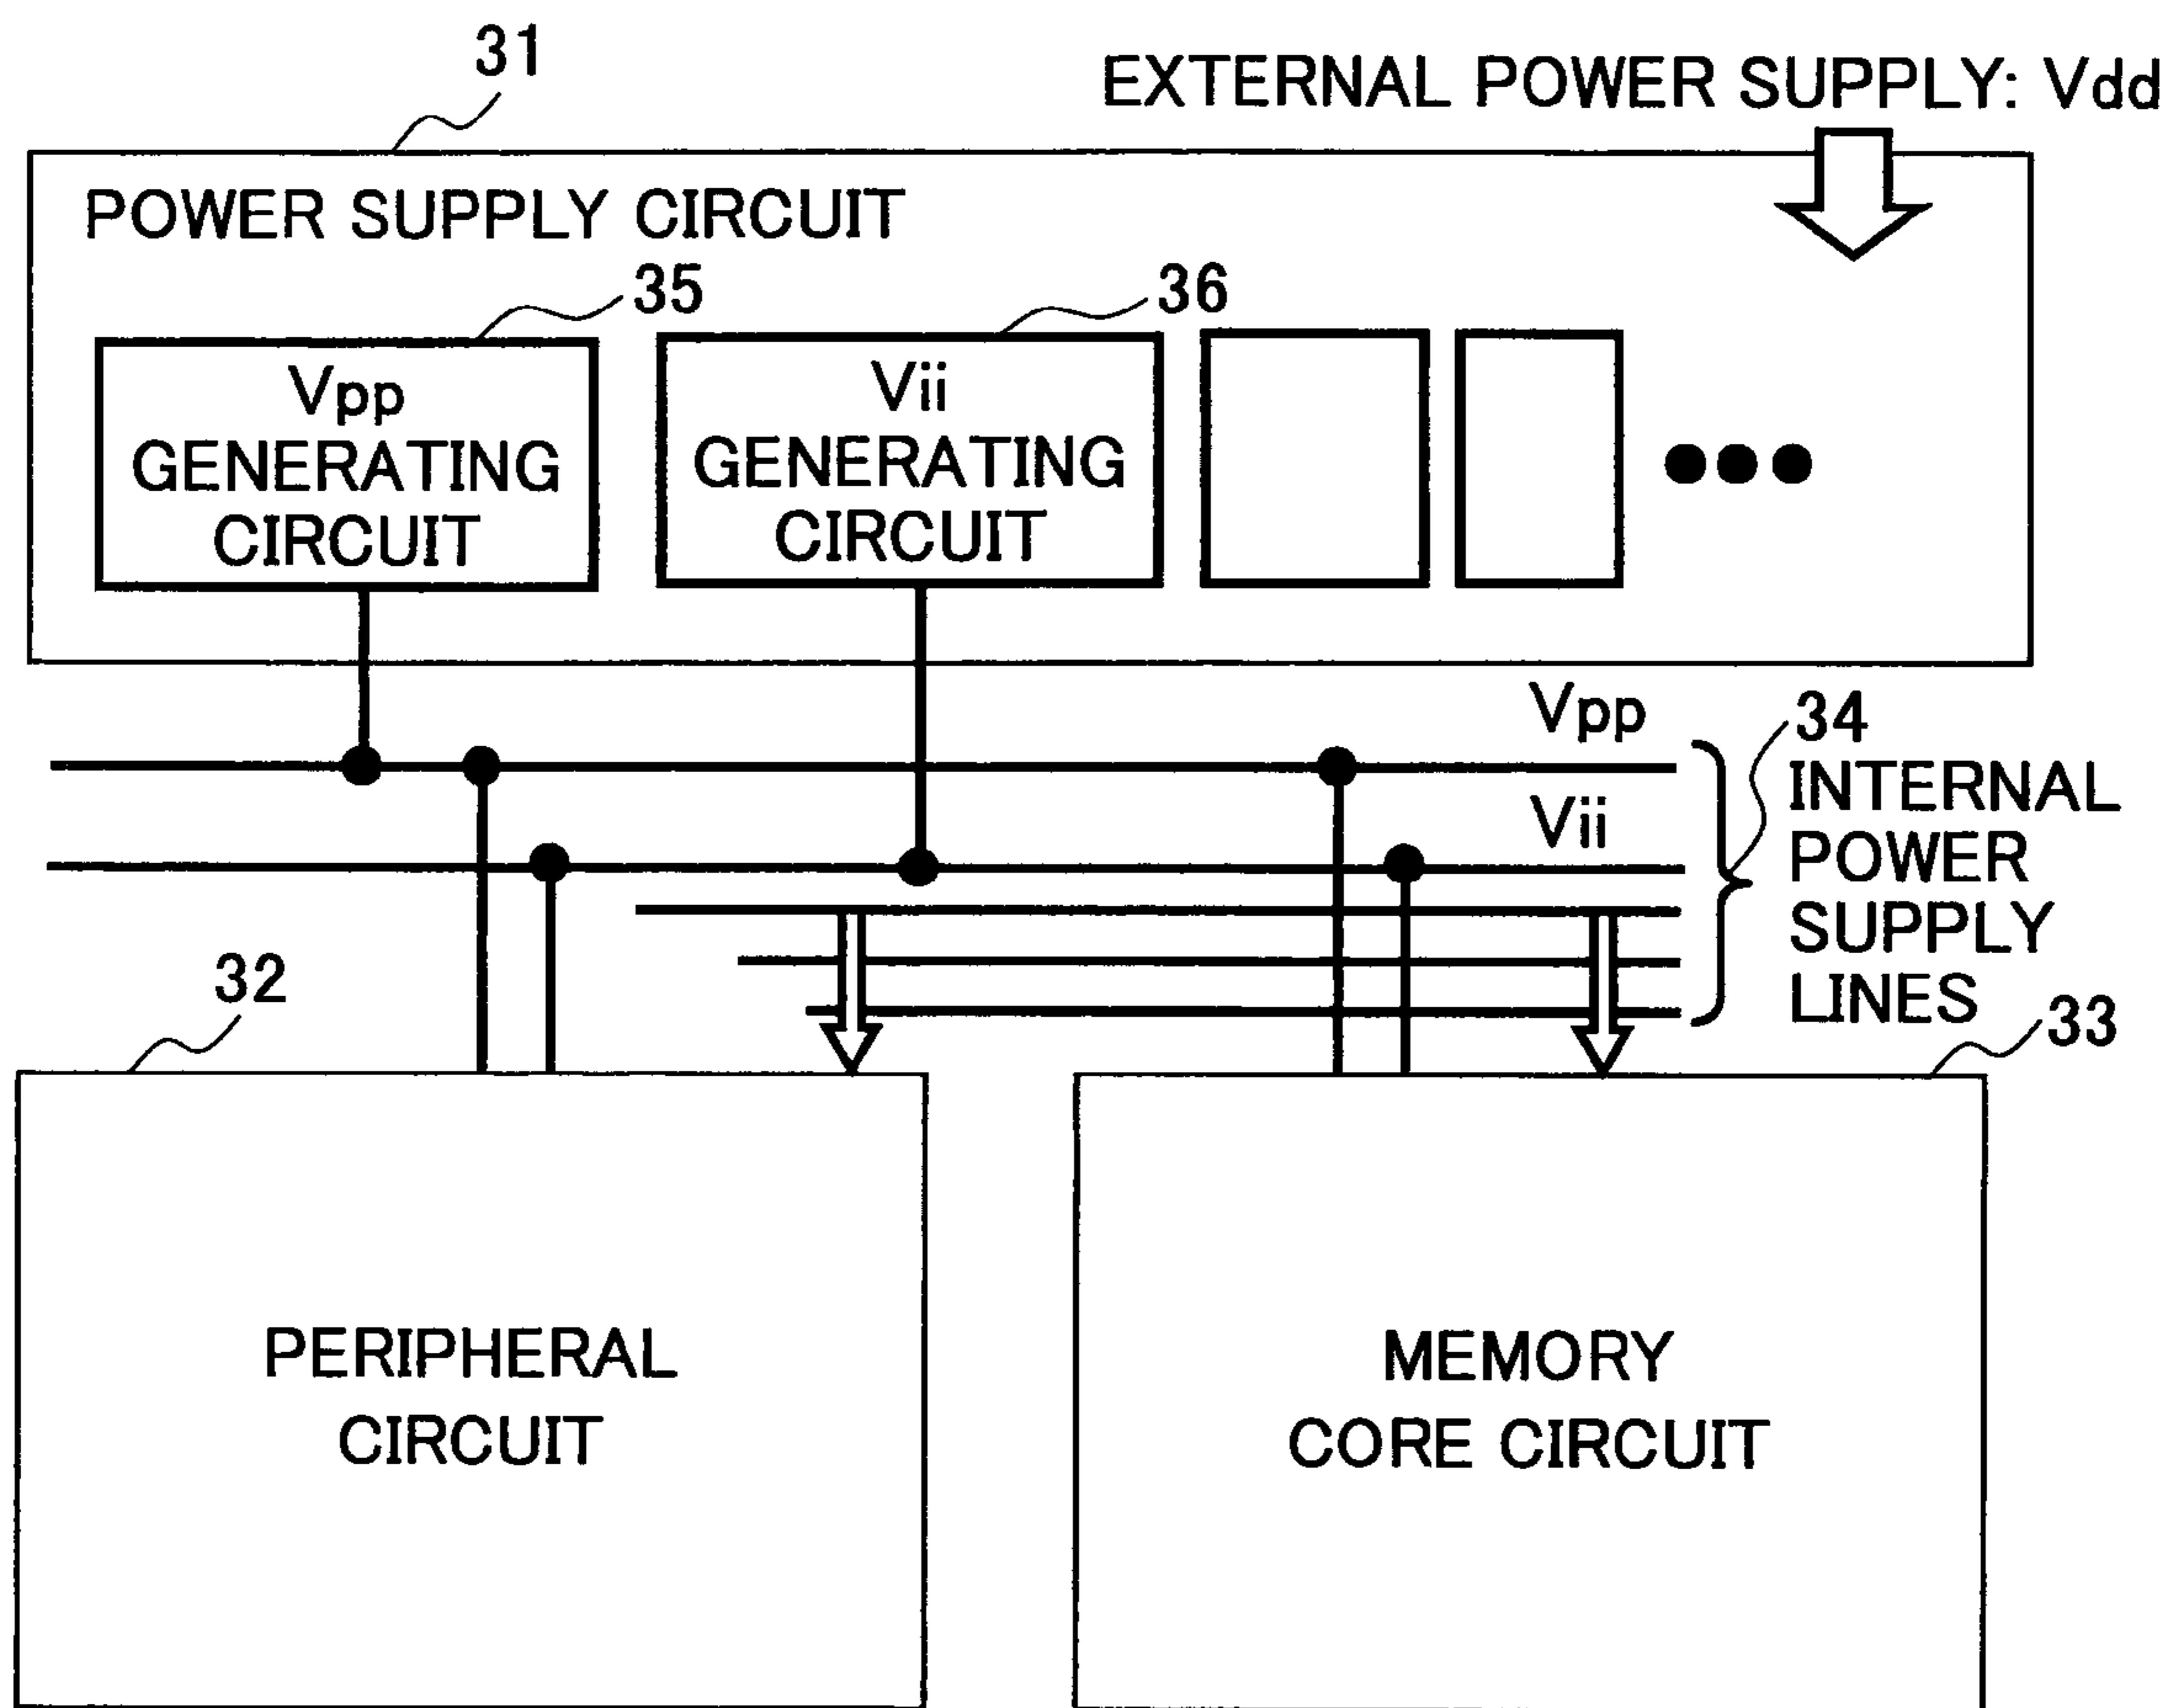 31
EXTERNAL POWER SUPPLY: Vdd
POWER SUPPLY CIRCUIT
35
36
Vpp
GENERATING
CIRCUIT
Vii
GENERATING
CIRCUIT
Vpp
34
INTERNAL
POWER
SUPPLY
LINES
Vii
32
33
PERIPHERAL
CIRCUIT
MEMORY
CORE CIRCUIT